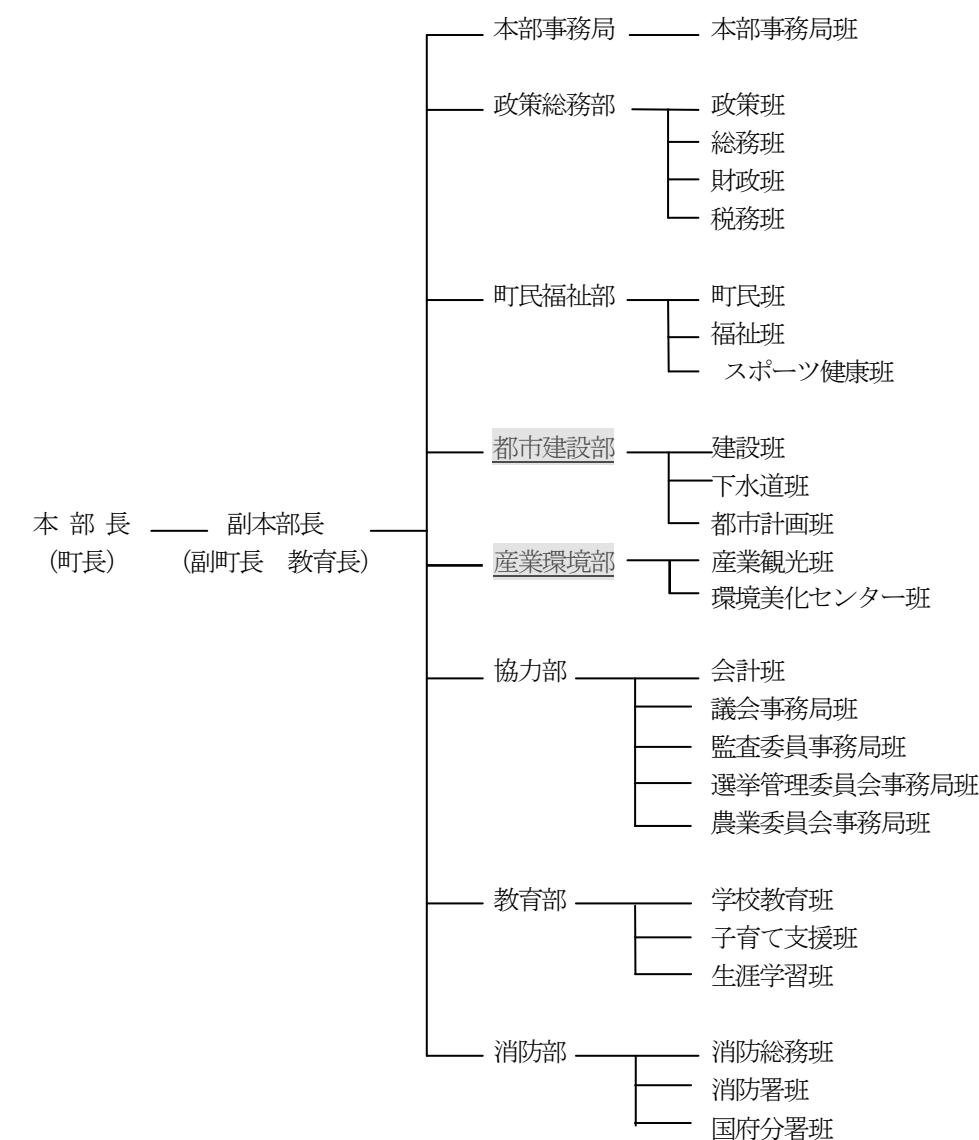 本部事務局 本部事務局班
政策総務部 政策班
総務班
財政班
税務班
町民福祉部 町民班
福祉班
スポーツ健康班
都市建設部 建設班
下水道班
都市計画班
本 部 長 副本部長
(町長) (副町長 教育長)
産業環境部 産業観光班
環境美化センター班
協力部 会計班
議会事務局班
監査委員事務局班
選挙管理委員会事務局班
農業委員会事務局班
教育部 学校教育班
子育て支援班
生涯学習班
消防部 消防総務班
消防署班
国府分署班